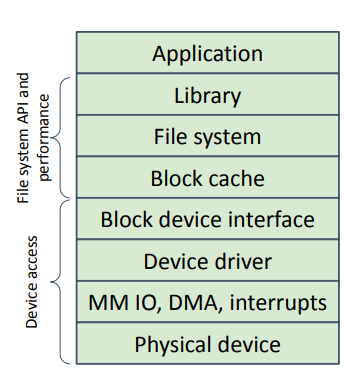 Application
File system API and
performance
Library
File system
Block cache
Device access
Block device interface
Device driver
MM IO, DMA, interrupts
Physical device